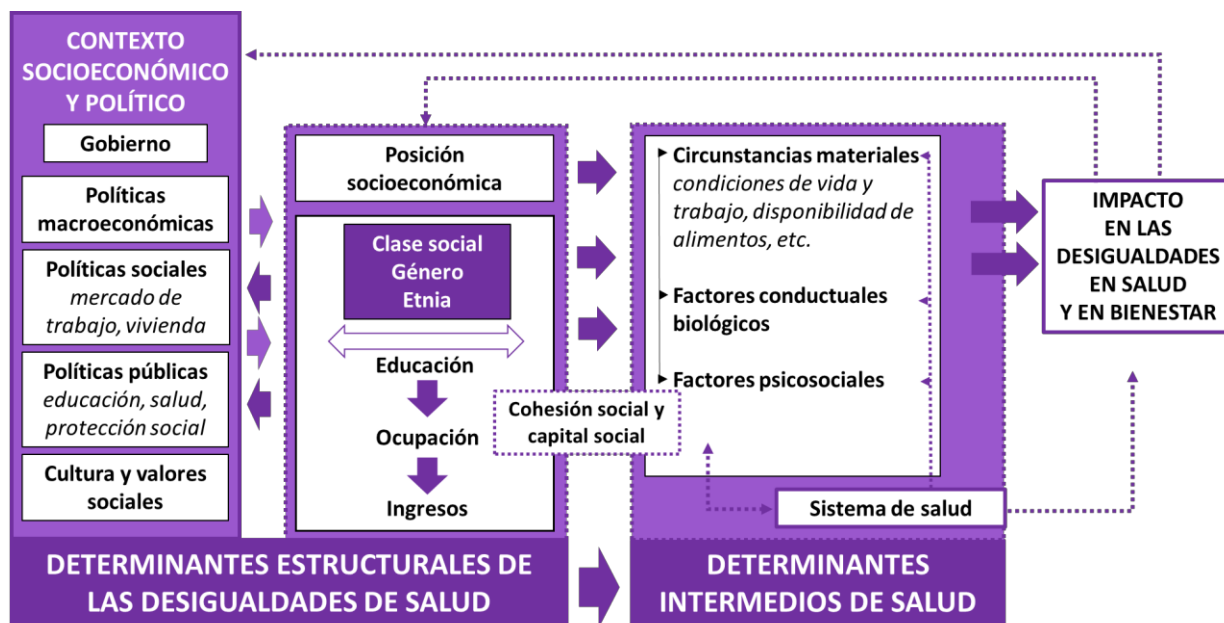 CONTEXTO
SOCIOECONÓMICO
Y POLÍTICO
Gobierno
Políticas
macroeconómicas
Políticas sociales
mercado de
trabajo, vivienda
Políticas públicas
educación, salud,
protección social
Cultura y valores
sociales
Posición
socioeconómica
Clase social
Género
Etnia
Educación
Ocupación
Ingresos
Cohesión social y
capital social
Circunstancias materiales
condiciones de vida y
trabajo, disponibilidad de
alimentos, etc.
Factores conductuales
biológicos
Factores psicosociales
Sistema de salud
IMPACTO
EN LAS
DESIGUALDADES
EN SALUD
Y EN BIENESTAR
DETERMINANTES ESTRUCTURALES DE
LAS DESIGUALDADES DE SALUD
DETERMINANTES
INTERMEDIOS DE SALUD